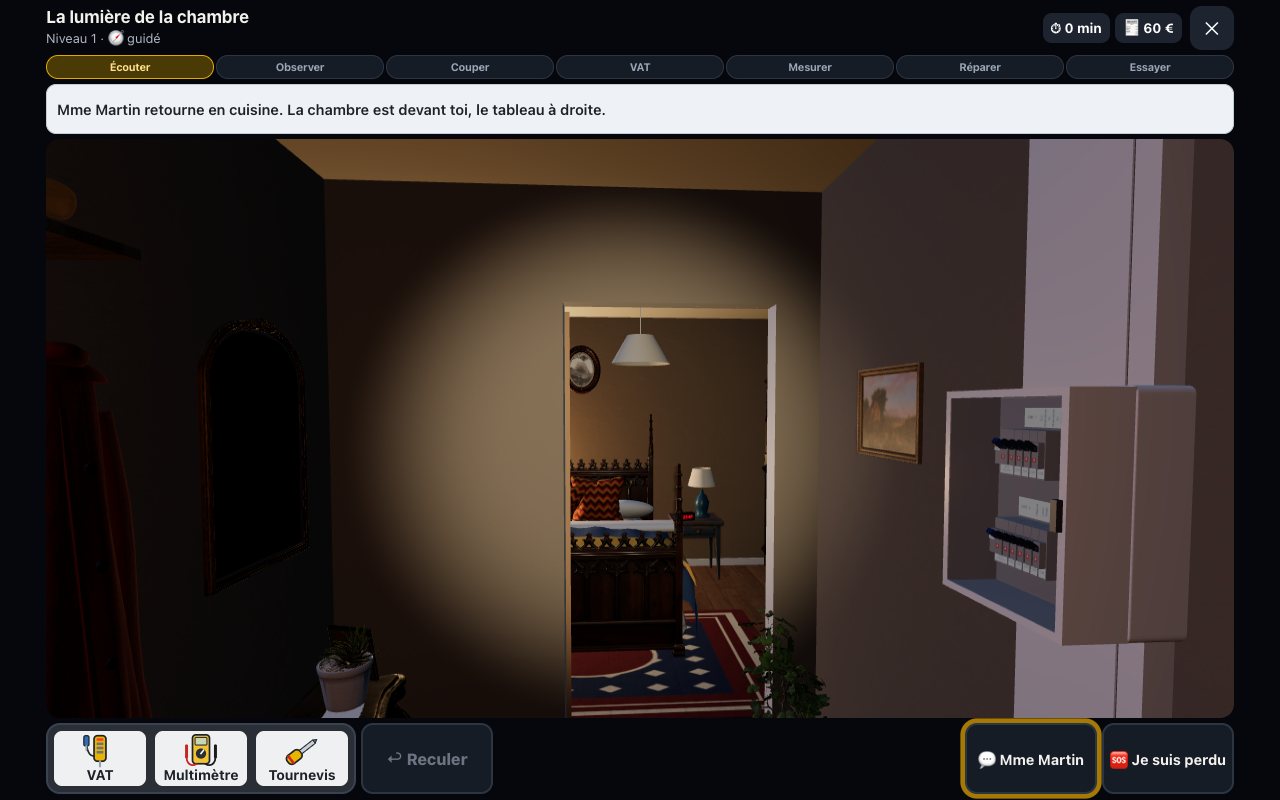 La lumière de la chambre
Niveau 1 · 🧭 guidé
⏱ 0 min
🧾 60 €
✕
Écouter
Observer
Couper
VAT
Mesurer
Réparer
Essayer
Mme Martin retourne en cuisine. La chambre est devant toi, le tableau à droite.
VAT
Multimètre
Tournevis
↩ Reculer
💬 Mme Martin
🆘 Je suis perdu